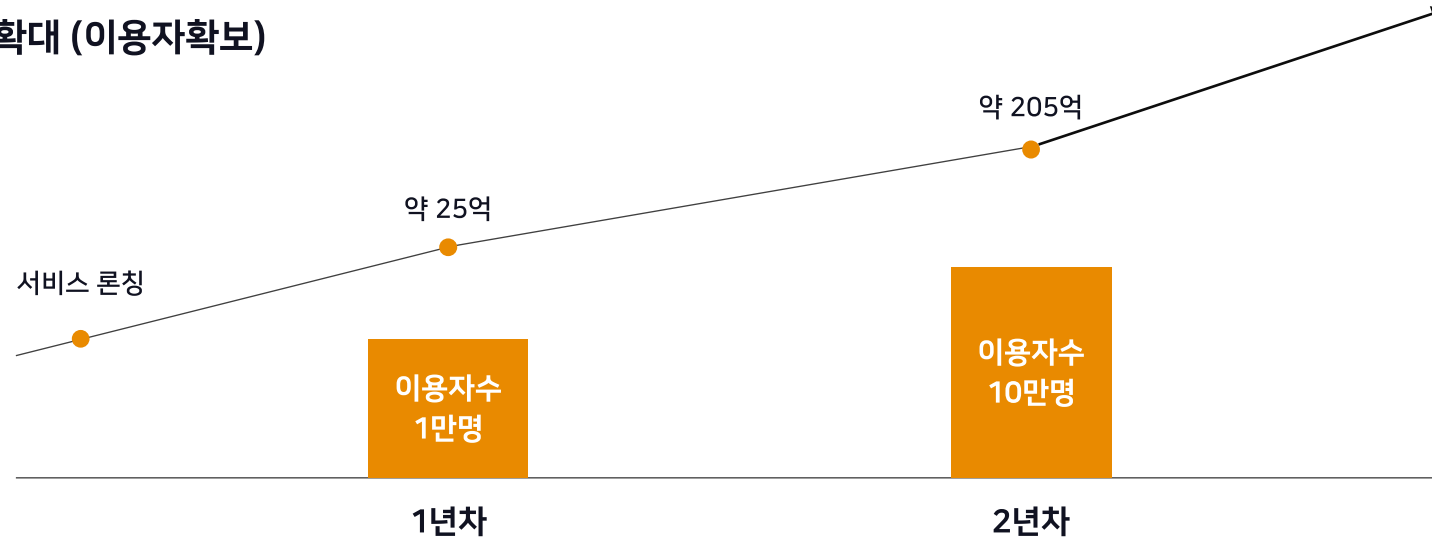 확대 (이용자확보)
약 205억
약 25억
서비스 론칭
이용자수
1만명
이용자수
10만명
1년차
2년차